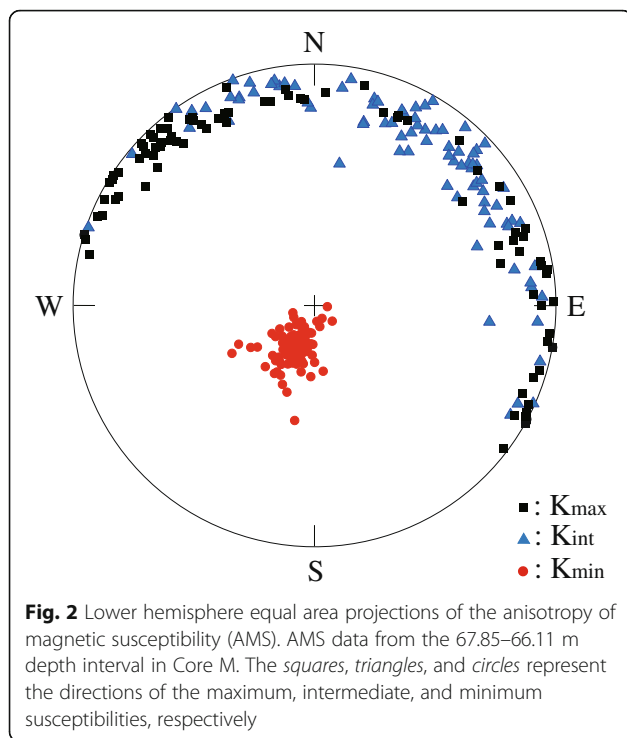 N
W
E
S
■: Kmax
▲: Kint
●: Kmin
Fig. 2 Lower hemisphere equal area projections of the anisotropy of
magnetic susceptibility (AMS). AMS data from the 67.85–66.11 m
depth interval in Core M. The squares, triangles, and circles represent
the directions of the maximum, intermediate, and minimum
susceptibilities, respectively